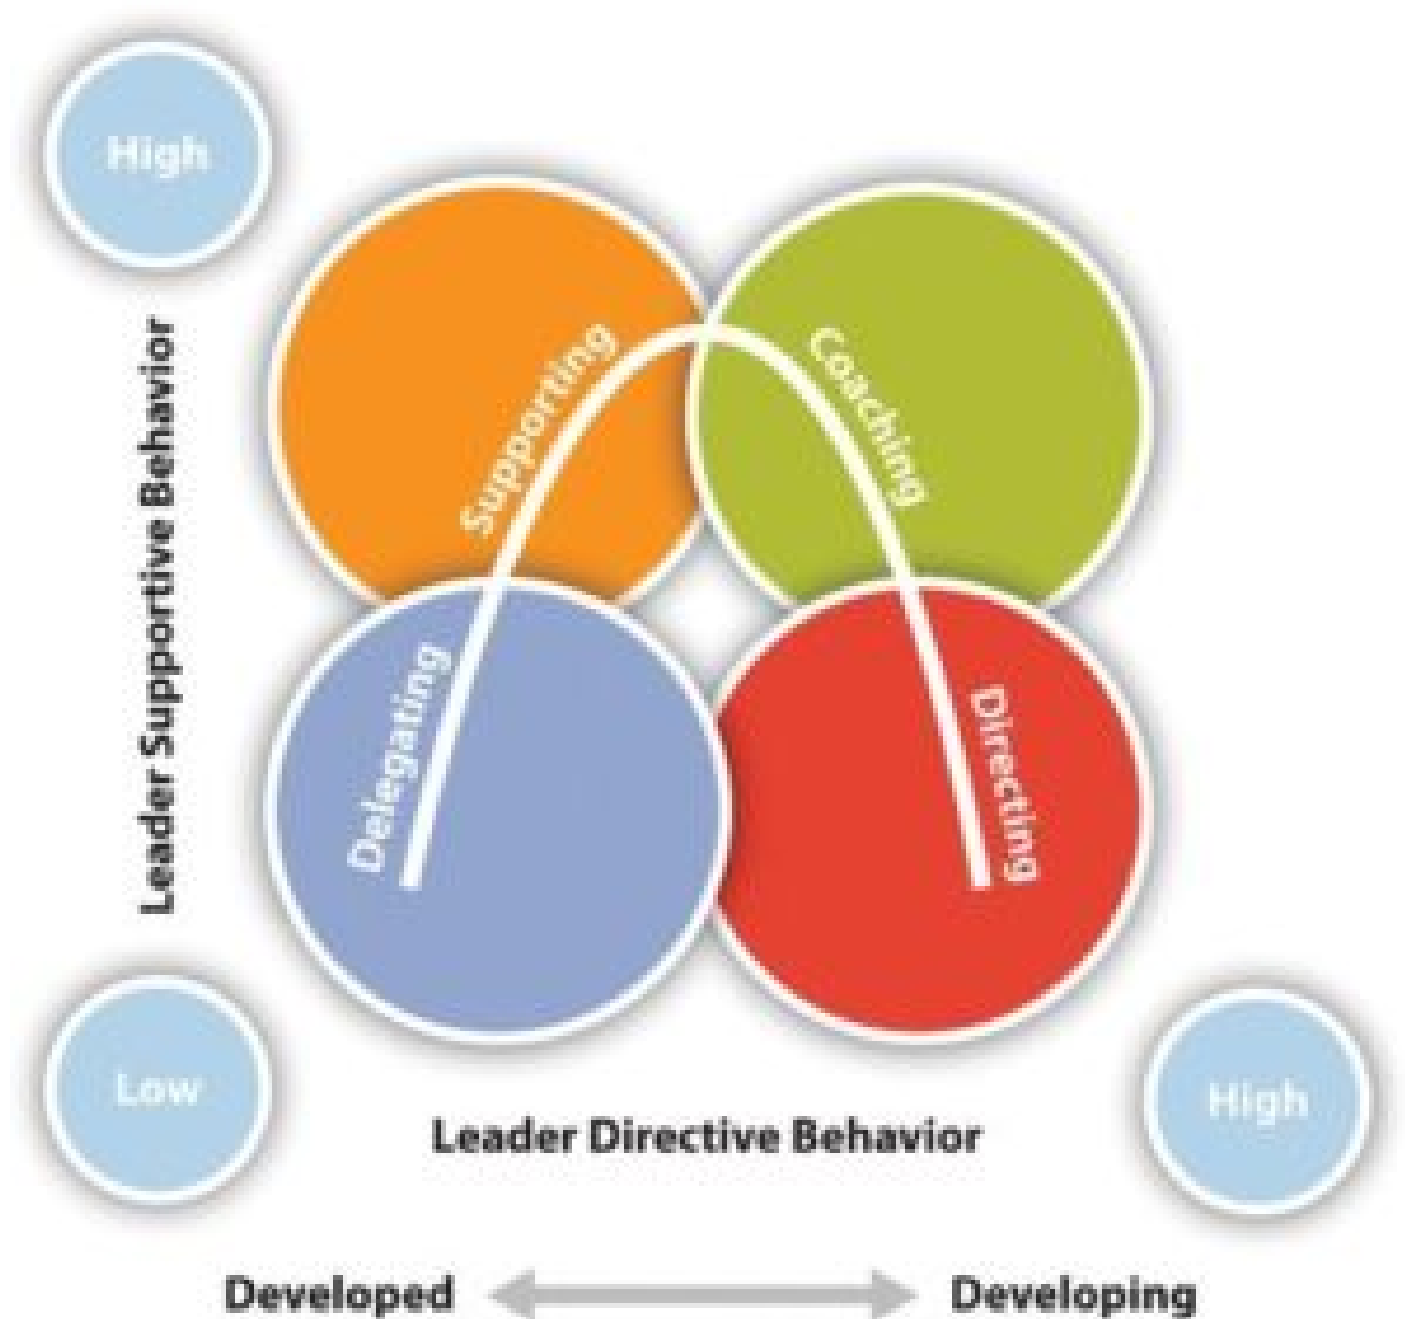 High
Leader Supportive Behavior
Supporting
Coaching
Delegating
Directing
Low
High
Leader Directive Behavior
Developed
Developing